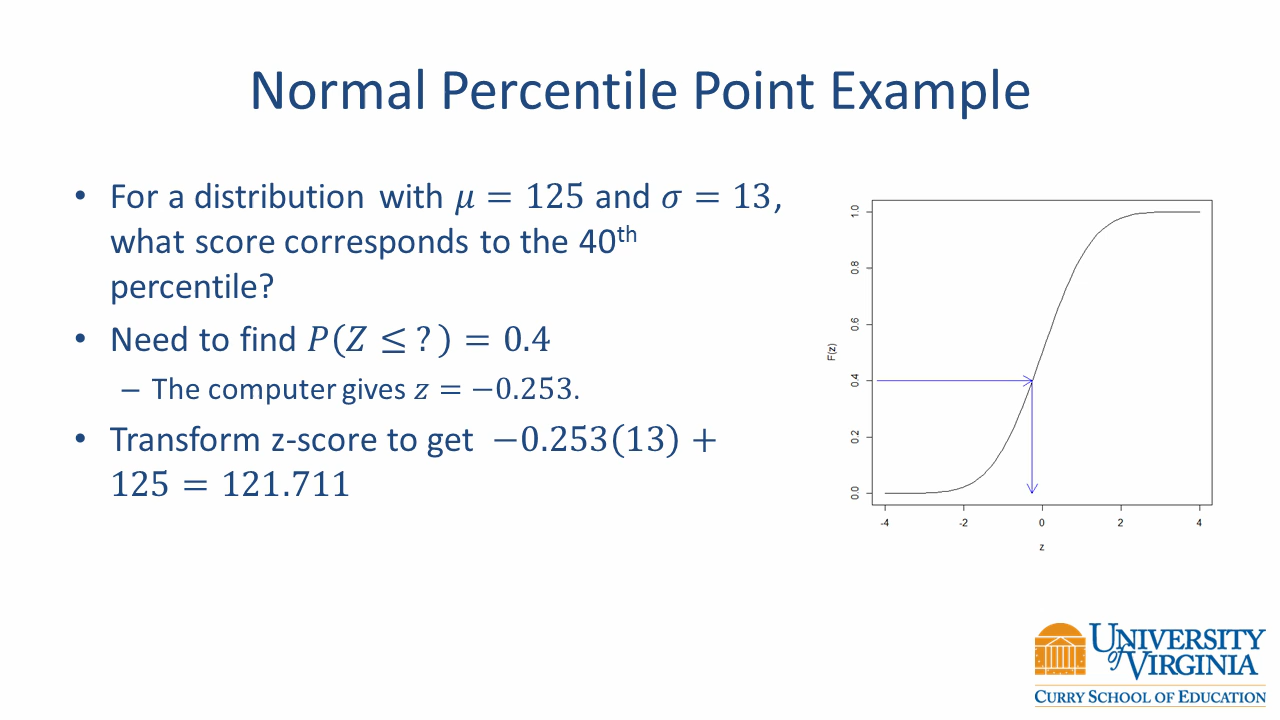 Normal Percentile Point Example
• For a distribution with 𝜇 = 125 and 𝜎 = 13,
what score corresponds to the 40th
percentile?
• Need to find 𝑃(𝑍 ≤ ? ) = 0.4
– The computer gives 𝑧 = −0.253.
• Transform z-score to get −0.253(13) +
125 = 121.711
1.0
0.8
0.6
F(z)
0.4
0.2
0.0
-4 -2 0 2 4
z
UNIVERSITY
of VIRGINIA
CURRY SCHOOL OF EDUCATION